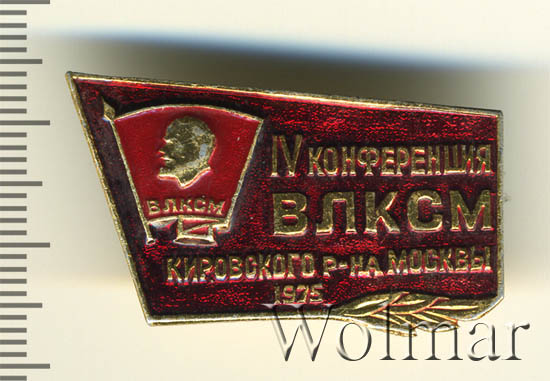 ВЛКСМ
IV КОНФЕРЕНЦИЯ
ВЛКСМ
КИРОВСКОГО Р-НА МОСКВЫ
1975
Wolmar